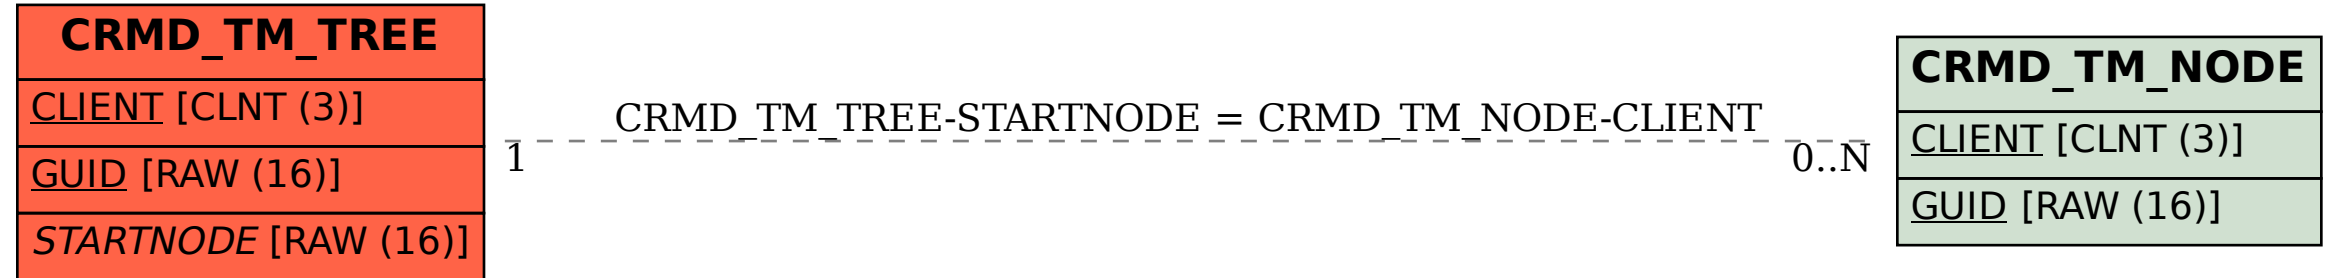 CRMD_TM_TREE
CLIENT [CLNT (3)]
GUID [RAW (16)]
STARTNODE [RAW (16)]
CRMD_TM_TREE-STARTNODE = CRMD_TM_NODE-CLIENT
1
0..N
CRMD_TM_NODE
CLIENT [CLNT (3)]
GUID [RAW (16)]